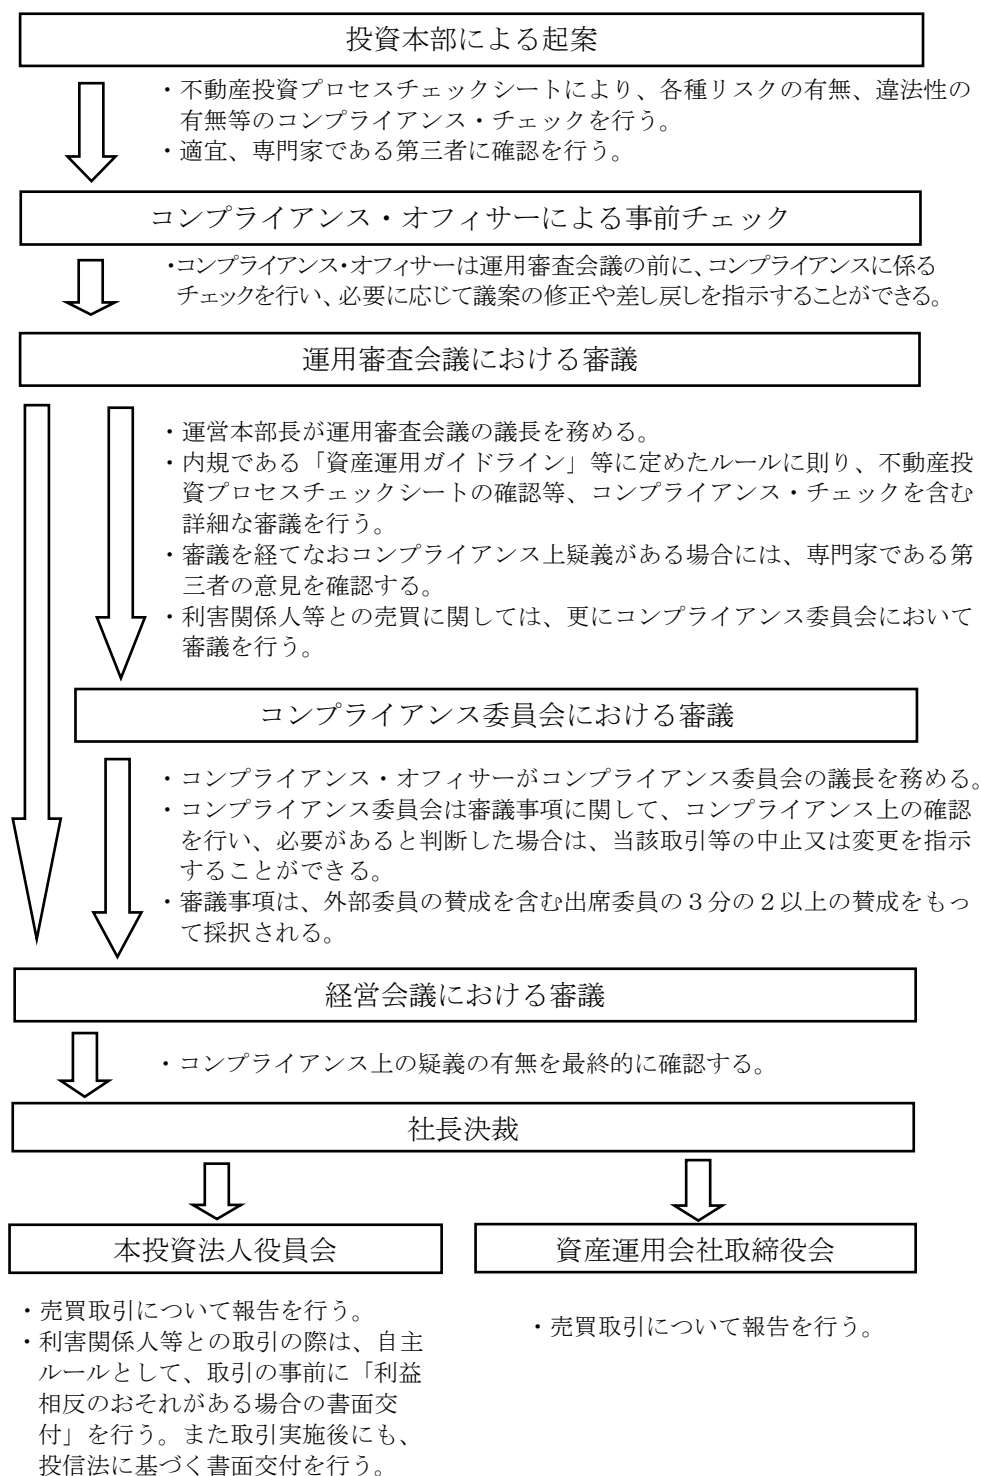 投資本部による起案
・不動産投資プロセスチェックシートにより、各種リスクの有無、違法性の
有無等のコンプライアンス・チェックを行う。
・適宜、専門家である第三者に確認を行う。
コンプライアンス・オフィサーによる事前チェック
・コンプライアンス・オフィサーは運用審査会議の前に、コンプライアンスに係る
チェックを行い、必要に応じて議案の修正や差し戻しを指示することができる。
運用審査会議における審議
・運営本部長が運用審査会議の議長を務める。
・内規である「資産運用ガイドライン」等に定めたルールに則り、不動産投
資プロセスチェックシートの確認等、コンプライアンス・チェックを含む
詳細な審議を行う。
・審議を経てなおコンプライアンス上疑義がある場合には、専門家である第
三者の意見を確認する。
・利害関係人等との売買に関しては、更にコンプライアンス委員会において
審議を行う。
コンプライアンス委員会における審議
・コンプライアンス・オフィサーがコンプライアンス委員会の議長を務める。
・コンプライアンス委員会は審議事項に関して、コンプライアンス上の確認
を行い、必要があると判断した場合は、当該取引等の中止又は変更を指示
することができる。
・審議事項は、外部委員の賛成を含む出席委員の3分の2以上の賛成をもっ
て採択される。
経営会議における審議
・コンプライアンス上の疑義の有無を最終的に確認する。
社長決裁
本投資法人役員会
・売買取引について報告を行う。
・利害関係人等との取引の際は、自主
ルールとして、取引の事前に「利益
相反のおそれがある場合の書面交
付」を行う。また取引実施後にも、
投信法に基づく書面交付を行う。
資産運用会社取締役会
・売買取引について報告を行う。